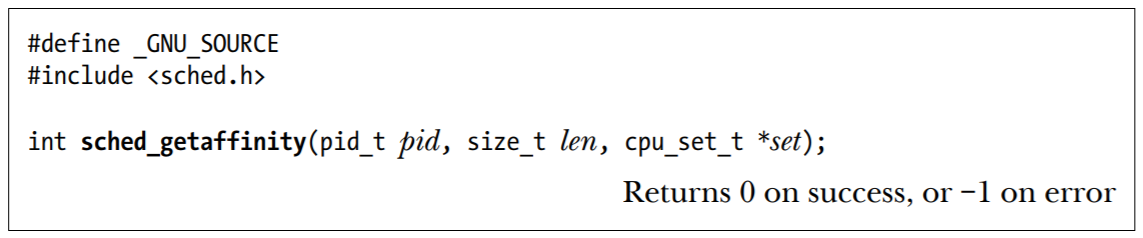 #define _GNU_SOURCE
#include <sched.h>
int sched_getaffinity(pid_t pid, size_t len, cpu_set_t *set);
Returns 0 on success, or −1 on error